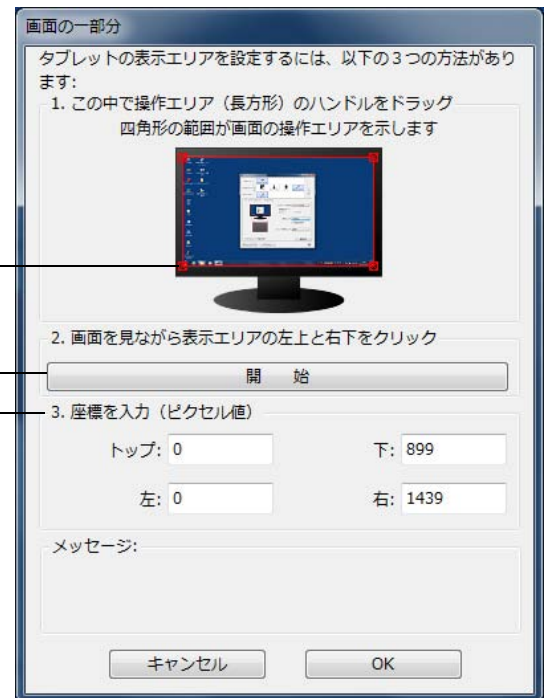 画面の一部分
タブレットの表示エリアを設定するには、以下の3つの方法があり
ます:
1. この中で操作エリア（長方形）のハンドルをドラッグ
四角形の範囲が画面の操作エリアを示します
2. 画面を見ながら表示エリアの左上と右下をクリック
開　始
3. 座標を入力（ピクセル値）
トップ: 0 下: 899
左: 0 右: 1439
メッセージ:
キャンセル OK